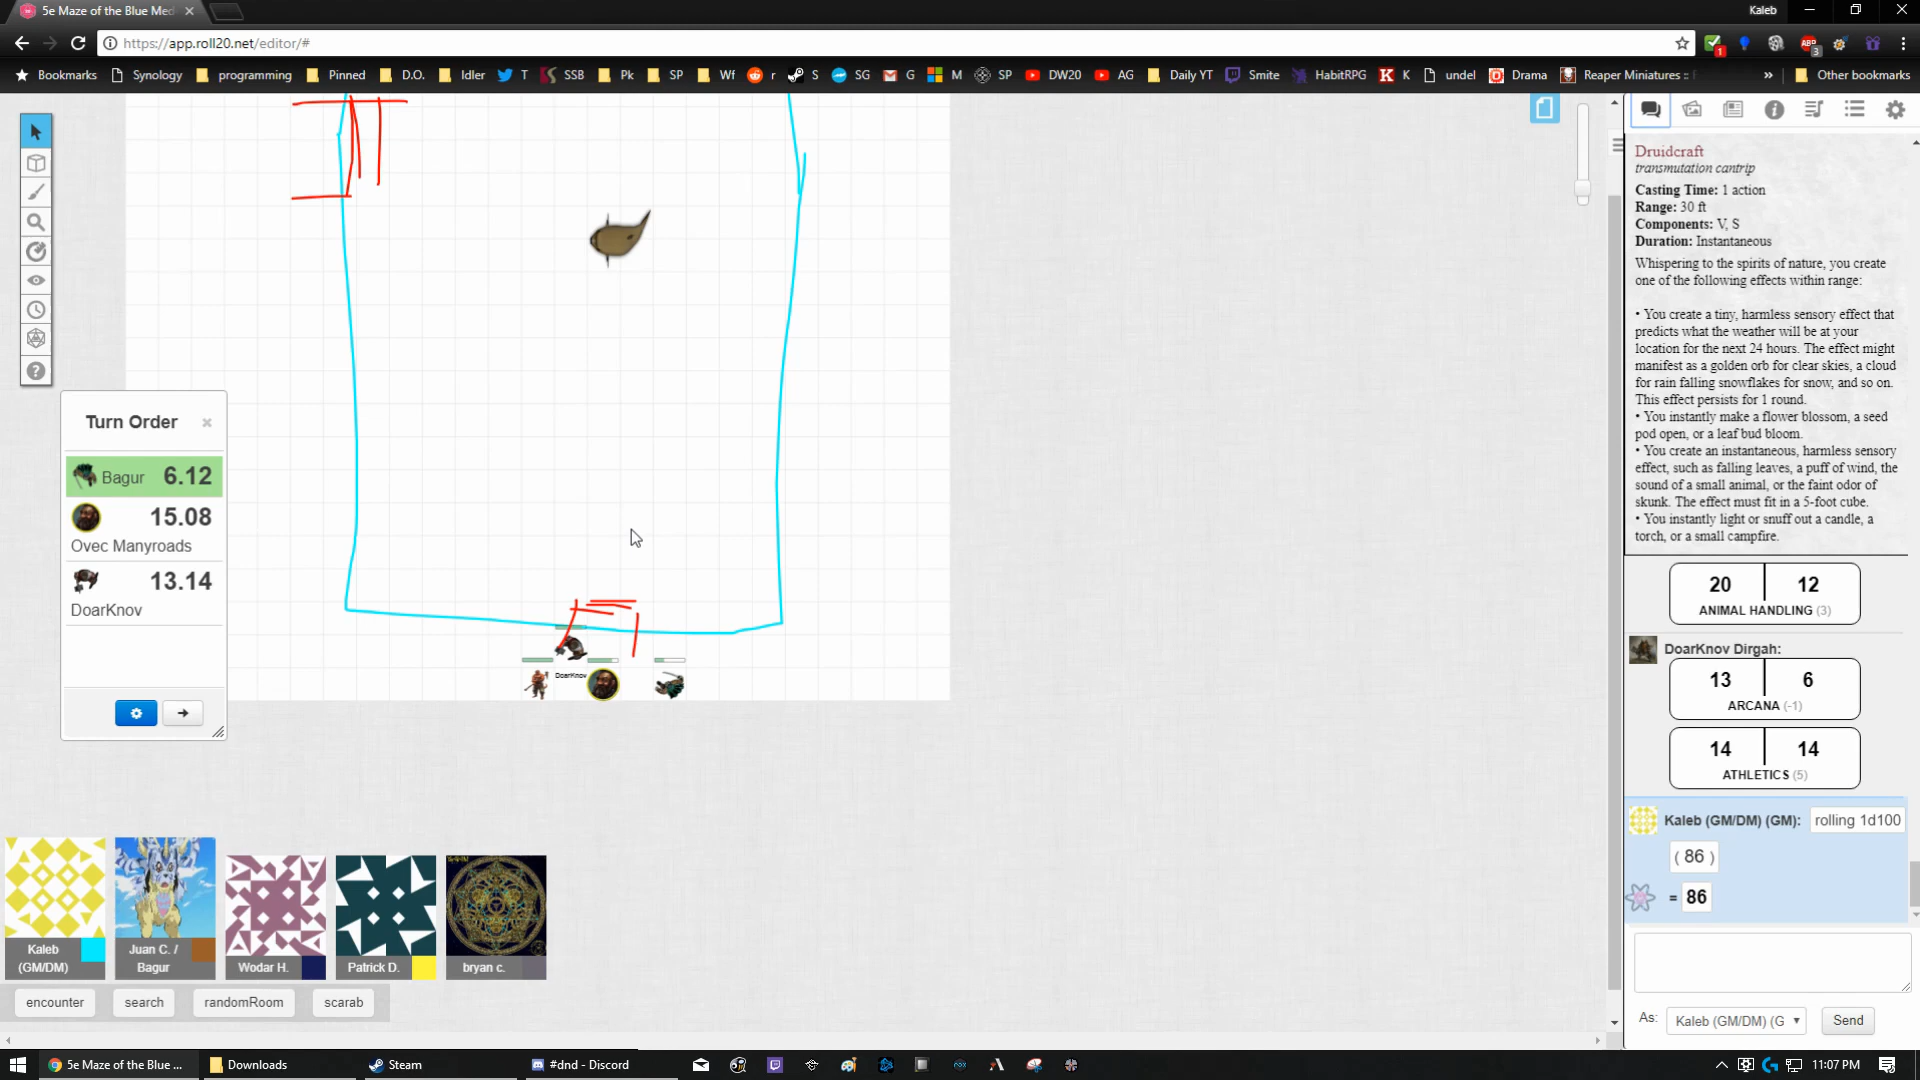 5e Maze of the Blue Med
Kaleb
https://app.roll20.net/editor/#
1
ABP
3
Bookmarks Synology programming Pinned D.O. Idler T SSB Pk SP Wf r S SG G M SP DW20 AG Daily YT Smite HabitRPG K undel Drama Reaper Miniatures :: » Other bookmarks
Druidcraft
transmutation cantrip
Casting Time: 1 action
Range: 30 ft
Components: V, S
Duration: Instantaneous
Whispering to the spirits of nature, you create
one of the following effects within range:
• You create a tiny, harmless sensory effect that
predicts what the weather will be at your
location for the next 24 hours. The effect might
manifest as a golden orb for clear skies, a cloud
for rain falling snowflakes for snow, and so on.
This effect persists for 1 round.
• You instantly make a flower blossom, a seed
pod open, or a leaf bud bloom.
• You create an instantaneous, harmless sensory
effect, such as falling leaves, a puff of wind, the
sound of a small animal, or the faint odor of
skunk. The effect must fit in a 5-foot cube.
• You instantly light or snuff out a candle, a
torch, or a small campfire.
20 12
ANIMAL HANDLING (3)
DoarKnov Dirgah:
13 6
ARCANA (-1)
14 14
ATHLETICS (5)
Kaleb (GM/DM) (GM): rolling 1d100
( 86 )
= 86
As: Kaleb (GM/DM) (G Send
Turn Order ×
Bagur 6.12
15.08
Ovec Manyroads
13.14
DoarKnov
DoarKnov
Kaleb
(GM/DM)
Juan C. /
Bagur
Wodar H.
Patrick D.
bryan c.
encounter search randomRoom scarab
5e Maze of the Blue ... Downloads Steam #dnd - Discord 11:07 PM